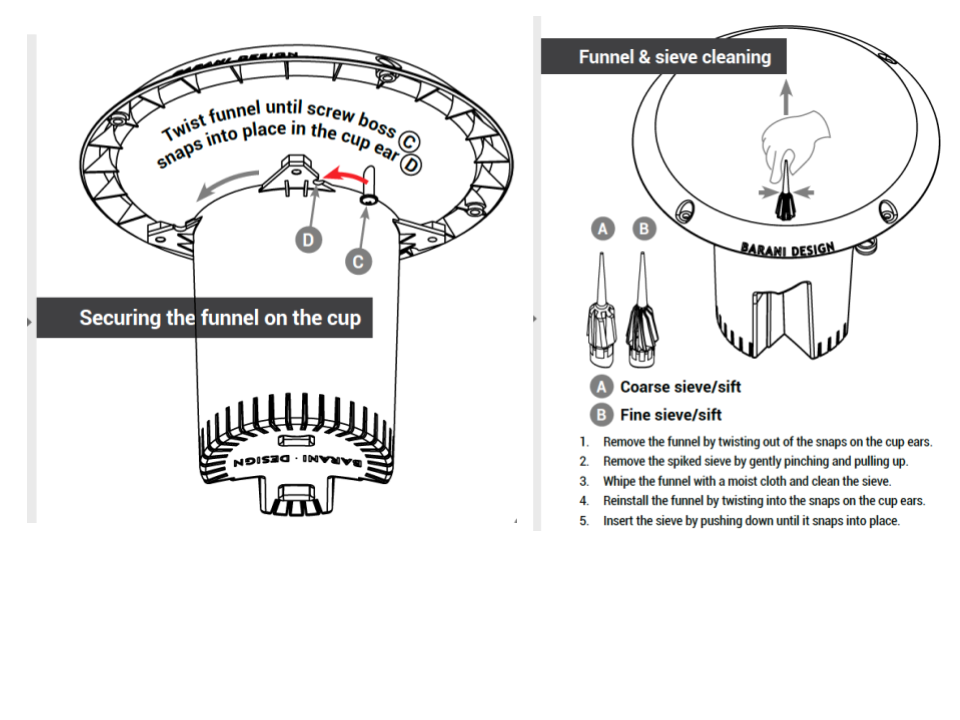 BARANI DESIGN
Twist funnel until screw boss C
snaps into place in the cup ear D
D
C
Securing the funnel on the cup
BARANI · DESIGN
Funnel & sieve cleaning
A B
BARANI DESIGN
A Coarse sieve/sift
B Fine sieve/sift
1. Remove the funnel by twisting out of the snaps on the cup ears.
2. Remove the spiked sieve by gently pinching and pulling up.
3. Whipe the funnel with a moist cloth and clean the sieve.
4. Reinstall the funnel by twisting into the snaps on the cup ears.
5. Insert the sieve by pushing down until it snaps into place.